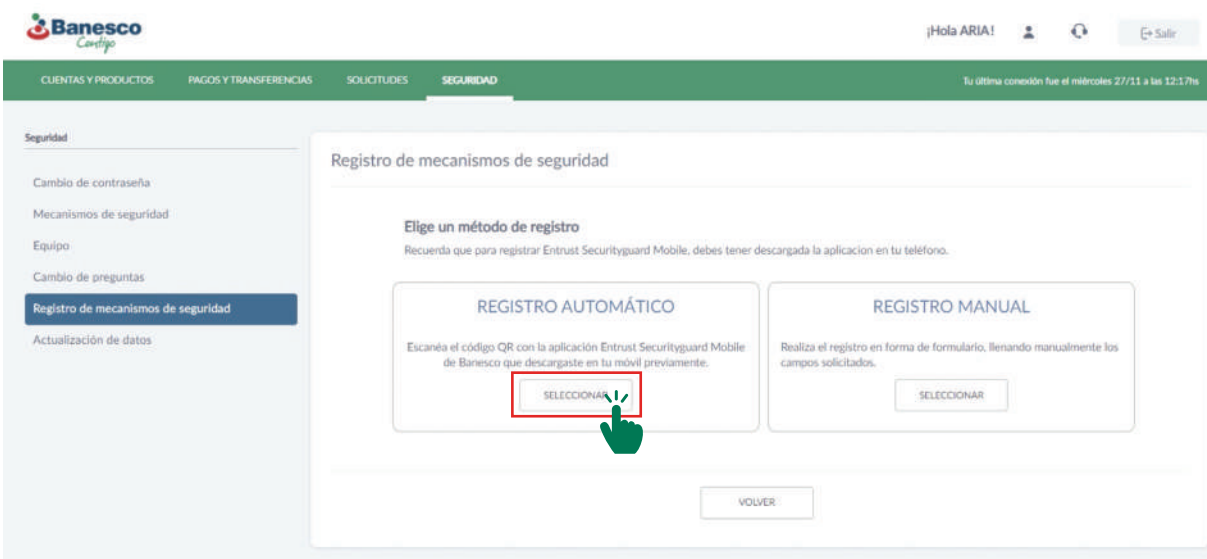 Banesco
Contigo
¡Hola ARIA!
Salir
CUENTAS Y PRODUCTOS
PAGOS Y TRANSFERENCIAS
SOLICITUDES
SEGURIDAD
Tu última conexión fue el miércoles 27/11 a las 12:17hs
Seguridad
Cambio de contraseña
Mecanismos de seguridad
Equipo
Cambio de preguntas
Registro de mecanismos de seguridad
Actualización de datos
Registro de mecanismos de seguridad
Elige un método de registro
Recuerda que para registrar Entrust Securityguard Mobile, debes tener descargada la aplicacion en tu teléfono.
REGISTRO AUTOMÁTICO
Escanéa el código QR con la aplicación Entrust Securityguard Mobile
de Banesco que descargaste en tu móvil previamente.
SELECCIONAR
REGISTRO MANUAL
Realiza el registro en forma de formulario, llenando manualmente los
campos solicitados.
SELECCIONAR
VOLVER